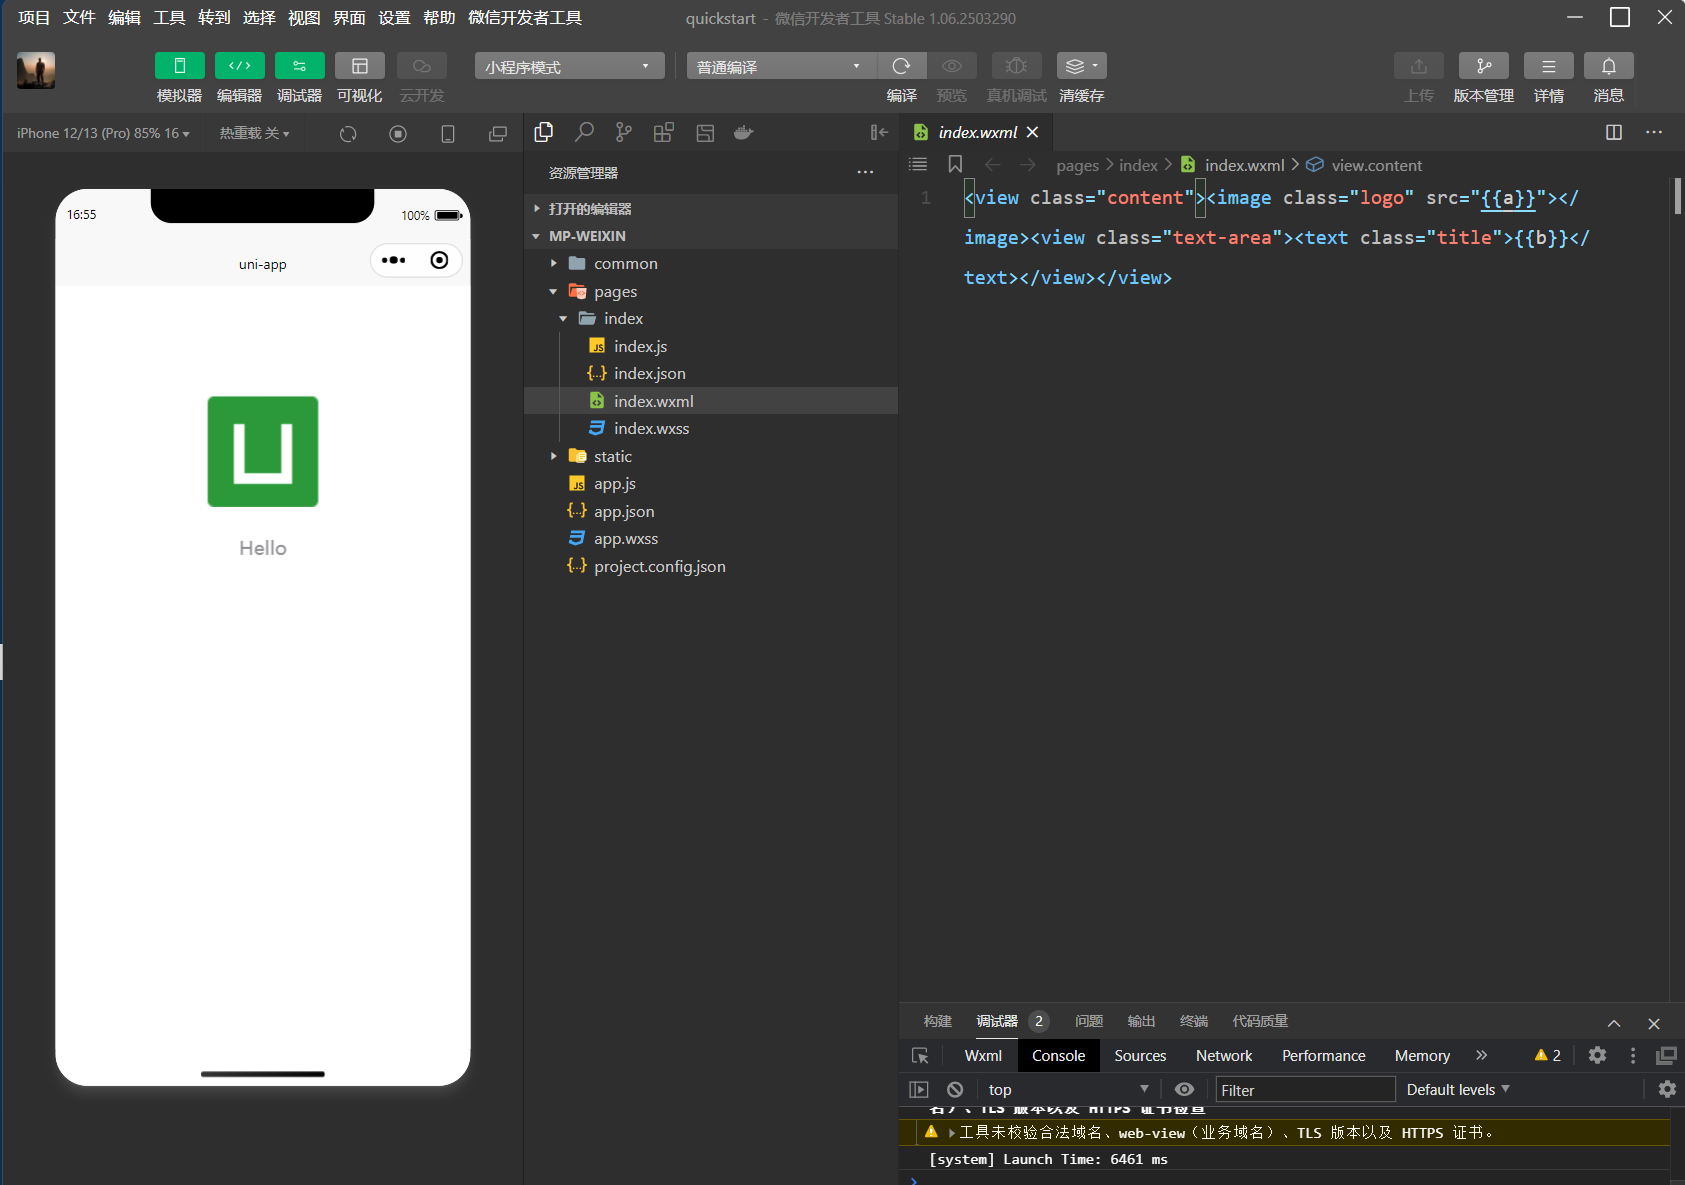 项目 文件 编辑 工具 转到 选择 视图 界面 设置 帮助 微信开发者工具 quickstart - 微信开发者工具 Stable 1.06.2503290
模拟器 编辑器 调试器 可视化 云开发
小程序模式
普通编译
编译 预览 真机调试 清缓存
上传 版本管理 详情 消息
iPhone 12/13 (Pro) 85% 16 热重载 关
16:55 100%
uni-app
Hello
资源管理器
打开的编辑器
MP-WEIXIN
common
pages
index
index.js
index.json
index.wxml
index.wxss
static
app.js
app.json
app.wxss
project.config.json
index.wxml
pages > index > index.wxml > view.content
1 <view class="content"><image class="logo" src="{{a}}"></
image><view class="text-area"><text class="title">{{b}}</
text></view></view>
构建 调试器 2 问题 输出 终端 代码质量
Wxml Console Sources Network Performance Memory 2
top Filter Default levels
名）、TLS 版本以及 HTTPS 证书检查
工具未校验合法域名、web-view（业务域名）、TLS 版本以及 HTTPS 证书。
[system] Launch Time: 6461 ms